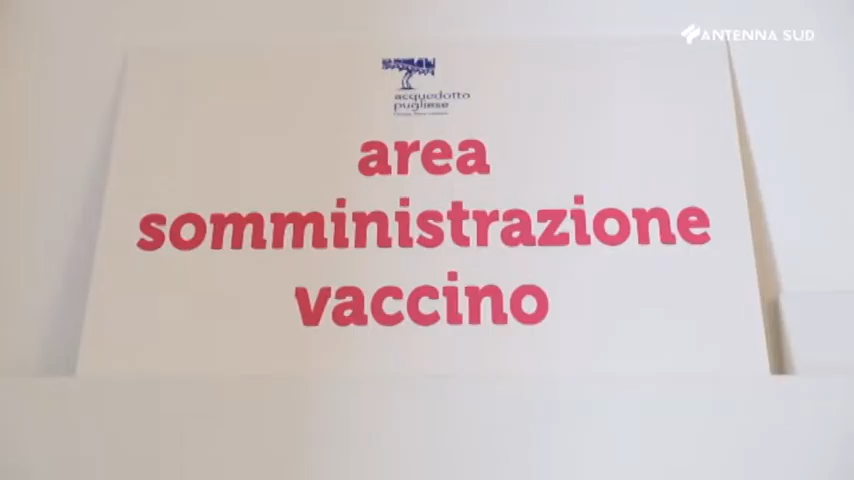 ANTENNA SUD
acquedotto
pugliese
area
somministrazione
vaccino